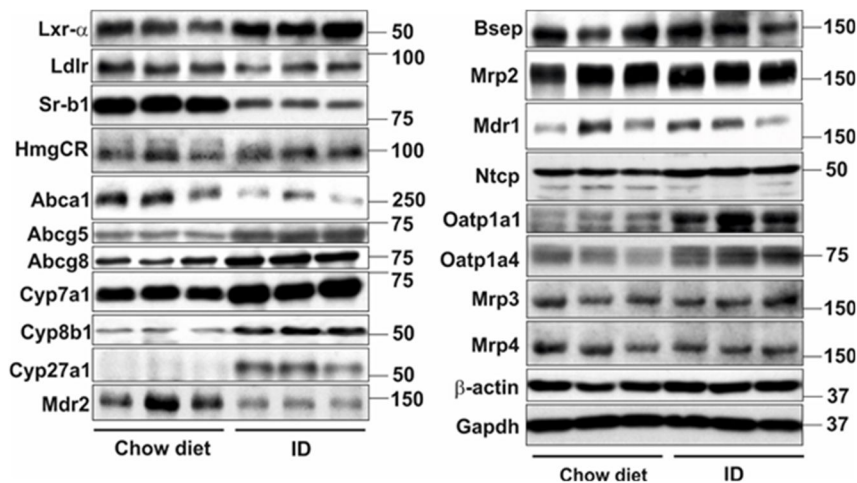 Lxr-α 50
100
Ldlr
Sr-b1 75
HmgCR 100
Abca1 250
75
Abcg5
Abcg8 75
75
Cyp7a1
Cyp8b1 50
Cyp27a1 50
Mdr2 150
Chow diet ID
Bsep 150
Mrp2 150
Mdr1 150
Ntcp 50
Oatp1a1
Oatp1a4 75
Mrp3 150
Mrp4 150
β-actin 37
Gapdh 37
Chow diet ID